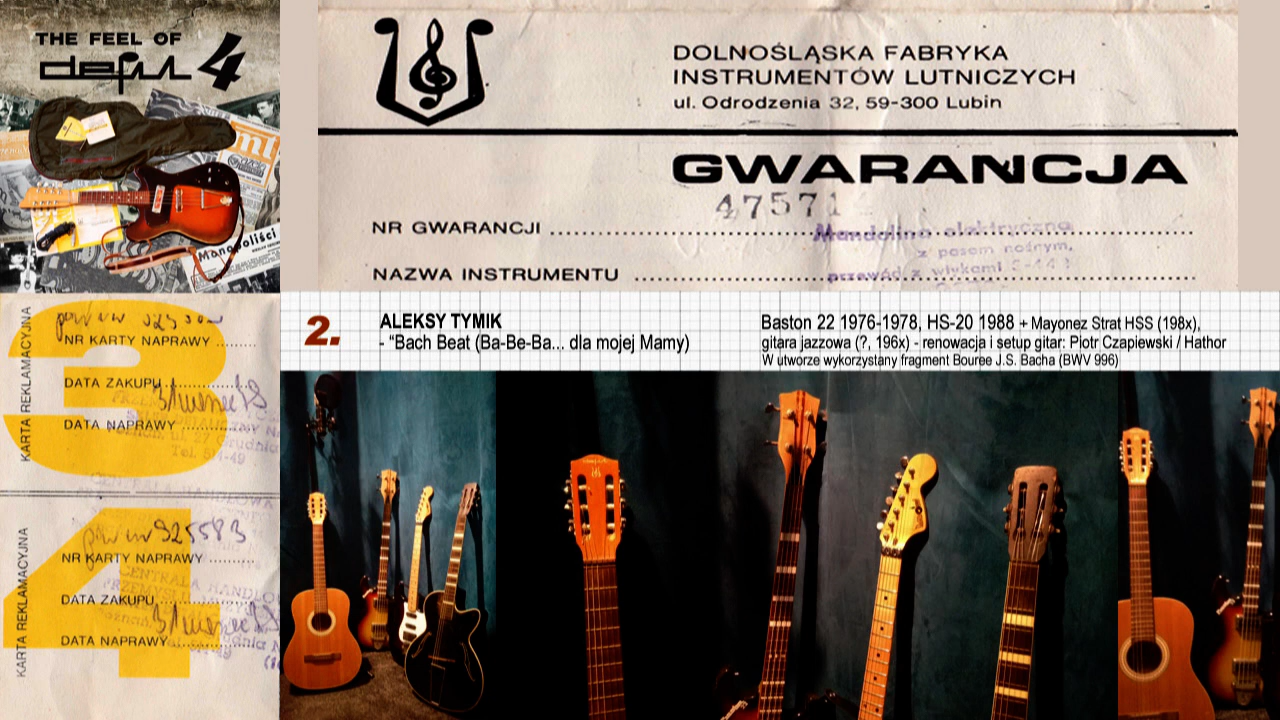 THE FEEL OF
defil 4
DOLNOŚLĄSKA FABRYKA
INSTRUMENTÓW LUTNICZYCH
ul. Odrodzenia 32, 59-300 Lubin
GWARANCJA
47571
NR GWARANCJI
Mandolina elektryczna
z pasem nośnym,
NAZWA INSTRUMENTU
przewód z wtykami S-44
2.
ALEKSY TYMIK
- “Bach Beat (Ba-Be-Ba... dla mojej Mamy)
Baston 22 1976-1978, HS-20 1988 + Mayonez Strat HSS (198x),
gitara jazzowa (?, 196x) - renowacja i setup gitar: Piotr Czapiewski / Hathor
W utworze wykorzystany fragment Bouree J.S. Bacha (BWV 996)
3
KARTA REKLAMACYJNA
NR KARTY NAPRAWY
DATA ZAKUPU
DATA NAPRAWY
4
KARTA REKLAMACYJNA
925583
NR KARTY NAPRAWY
DATA ZAKUPU
DATA NAPRAWY